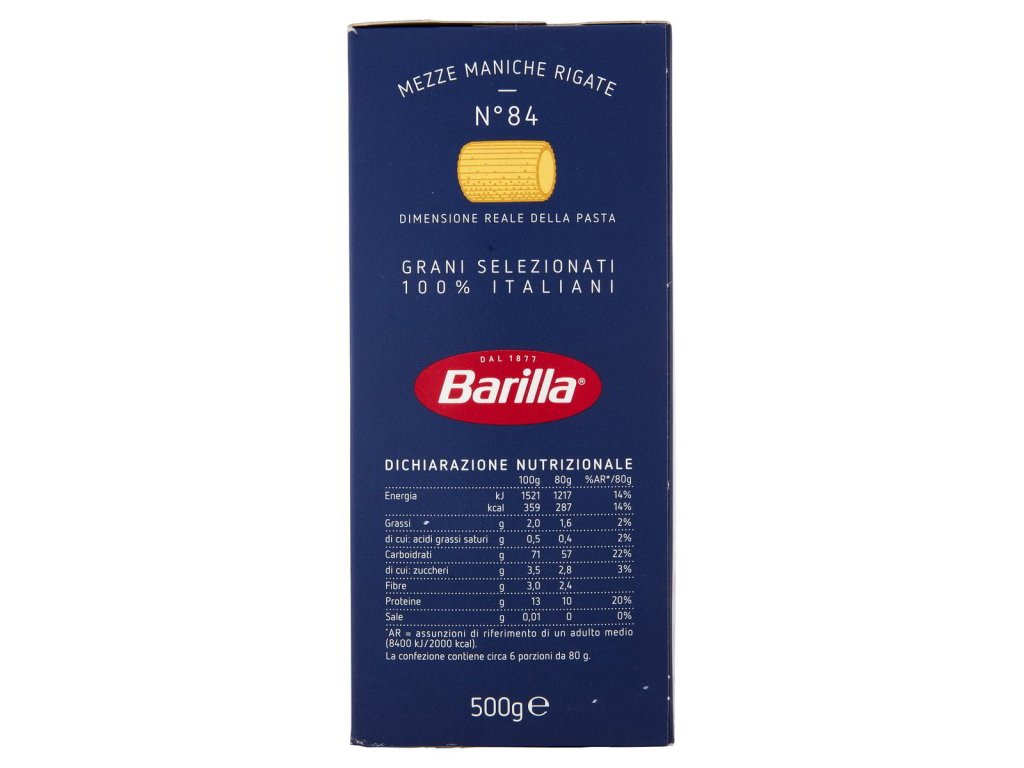 MEZZE MANICHE RIGATE
N°84
DIMENSIONE REALE DELLA PASTA
GRANI SELEZIONATI
100% ITALIANI
DAL 1877
Barilla®
DICHIARAZIONE NUTRIZIONALE
100g 80g %AR*/80g
Energia kJ 1521 1217 14%
kcal 359 287 14%
Grassi g 2,0 1,6 2%
di cui: acidi grassi saturi g 0,5 0,4 2%
Carboidrati g 71 57 22%
di cui: zuccheri g 3,5 2,8 3%
Fibre g 3,0 2,4
Proteine g 13 10 20%
Sale g 0,01 0 0%
*AR = assunzioni di riferimento di un adulto medio
(8400 kJ/2000 kcal).
La confezione contiene circa 6 porzioni da 80 g.
500g ℮